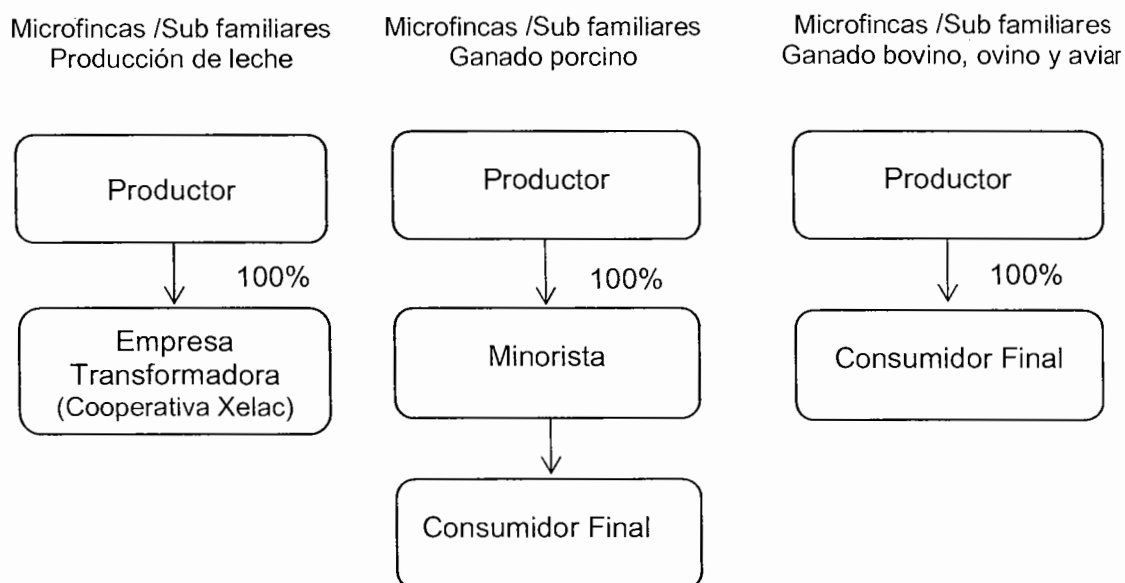 Microfincas /Sub familiares
Producción de leche
Productor
100%
Empresa
Transformadora
(Cooperativa Xelac)
Microfincas /Sub familiares
Ganado porcino
Productor
100%
Minorista
Consumidor Final
Microfincas /Sub familiares
Ganado bovino, ovino y aviar
Productor
100%
Consumidor Final